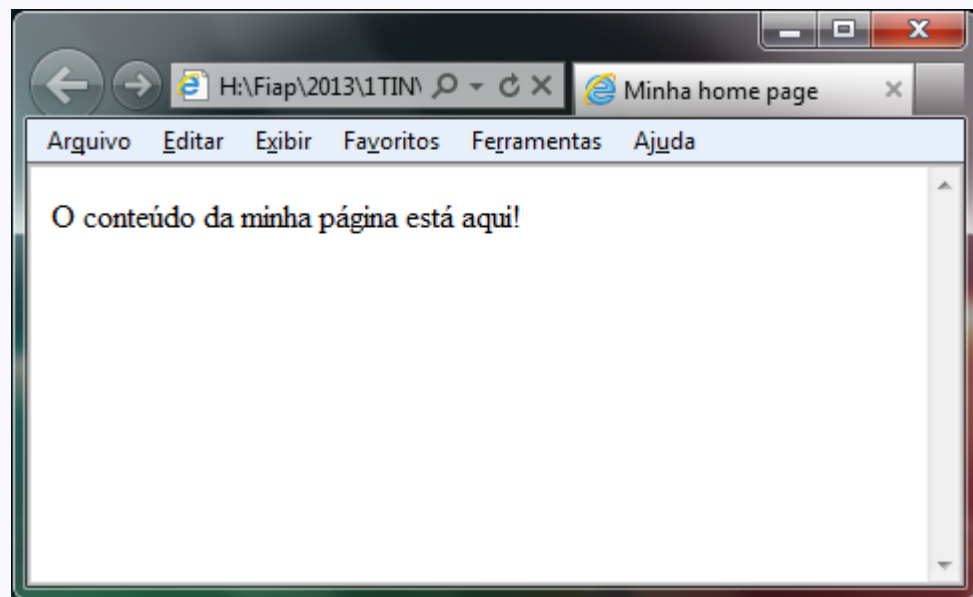 H:\Fiap\2013\1TIN\
Minha home page
Arquivo Editar Exibir Favoritos Ferramentas Ajuda
O conteúdo da minha página está aqui!